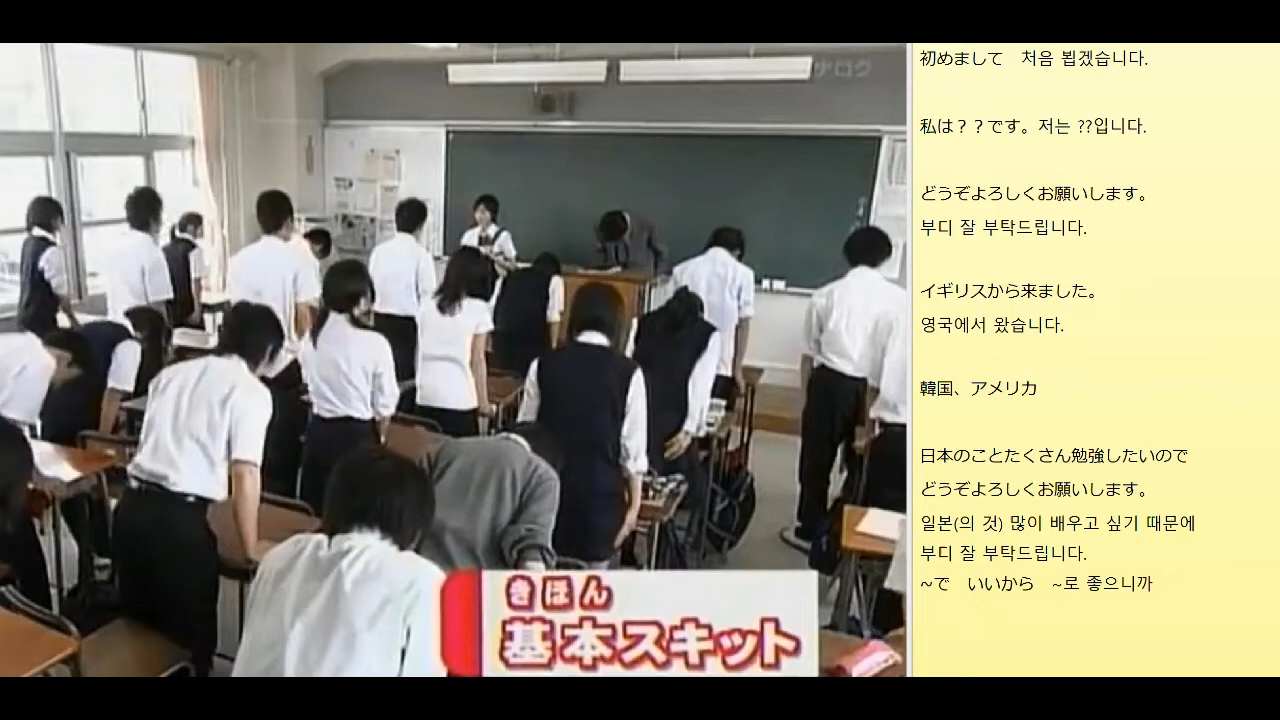 ナログ
きほん
基本スキット
初めまして　처음 뵙겠습니다.
私は？？です。저는 ??입니다.
どうぞよろしくお願いします。
부디 잘 부탁드립니다.
イギリスから来ました。
영국에서 왔습니다.
韓国、アメリカ
日本のことたくさん勉強したいので
どうぞよろしくお願いします。
일본(의 것) 많이 배우고 싶기 때문에
부디 잘 부탁드립니다.
~で　いいから　~로 좋으니까